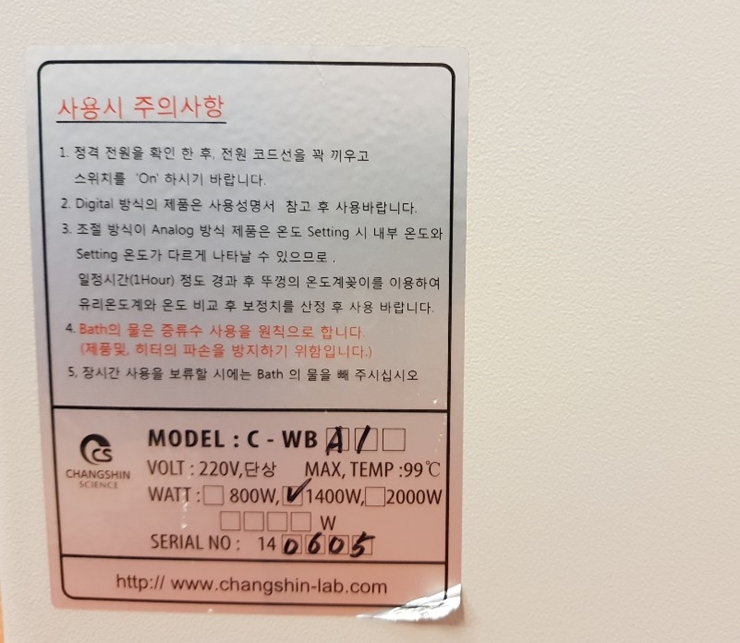 사용시 주의사항
1. 정격 전원을 확인 한 후, 전원 코드선을 꽉 끼우고
스위치를 'On' 하시기 바랍니다.
2. Digital 방식의 제품은 사용성명서 참고 후 사용바랍니다.
3. 조절 방식이 Analog 방식 제품은 온도 Setting 시 내부 온도와
Setting 온도가 다르게 나타날 수 있으므로 .
일정시간(1Hour) 정도 경과 후 뚜껑의 온도계꽂이를 이용하여
유리온도계와 온도 비교 후 보정치를 산정 후 사용 바랍니다.
4. Bath의 물은 증류수 사용을 원칙으로 합니다.
(제품및, 히터의 파손을 방지하기 위함입니다.)
5. 장시간 사용을 보류할 시에는 Bath 의 물을 빼 주시십시오
CS
CHANGSHIN
SCIENCE
MODEL : C - WB A1
VOLT : 220V,단상 MAX, TEMP :99℃
WATT : □ 800W, ☑ 1400W, □ 2000W
□□□□ W
SERIAL NO : 14 0605
http:// www.changshin-lab.com